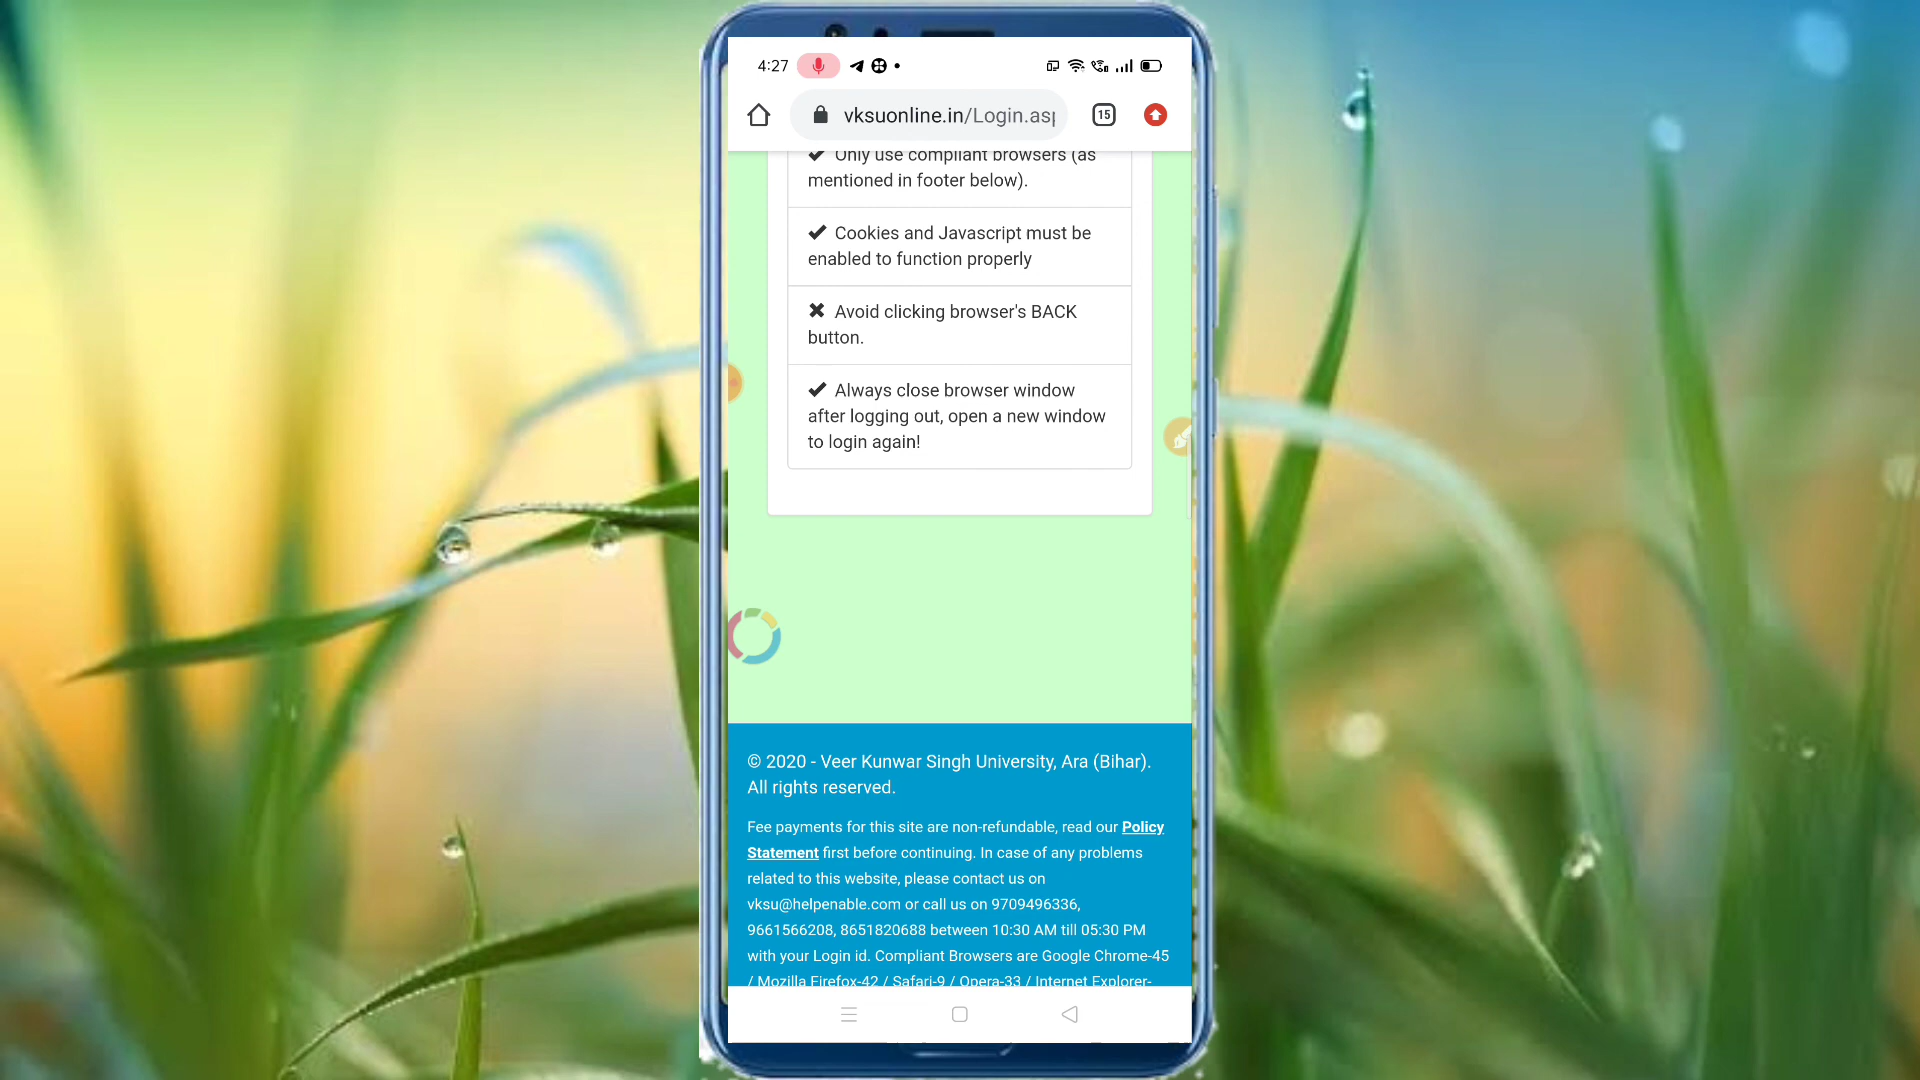 4:27
vksuonline.in/Login.asp
15
✔ Only use compliant browsers (as
mentioned in footer below).
✔ Cookies and Javascript must be
enabled to function properly
✖ Avoid clicking browser's BACK
button.
✔ Always close browser window
after logging out, open a new window
to login again!
© 2020 - Veer Kunwar Singh University, Ara (Bihar).
All rights reserved.
Fee payments for this site are non-refundable, read our Policy
Statement first before continuing. In case of any problems
related to this website, please contact us on
vksu@helpenable.com or call us on 9709496336,
9661566208, 8651820688 between 10:30 AM till 05:30 PM
with your Login id. Compliant Browsers are Google Chrome-45
/ Mozilla Firefox-42 / Safari-9 / Opera-33 / Internet Explorer-